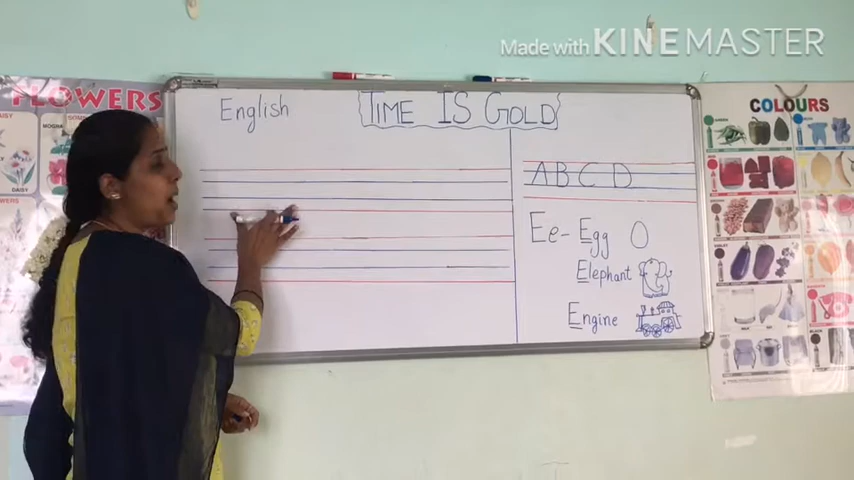 Made with KINEMASTER
English
TIME IS GOLD
A B C D
Ee - Egg
Elephant
Engine
FLOWERS
DAISY
COLOURS